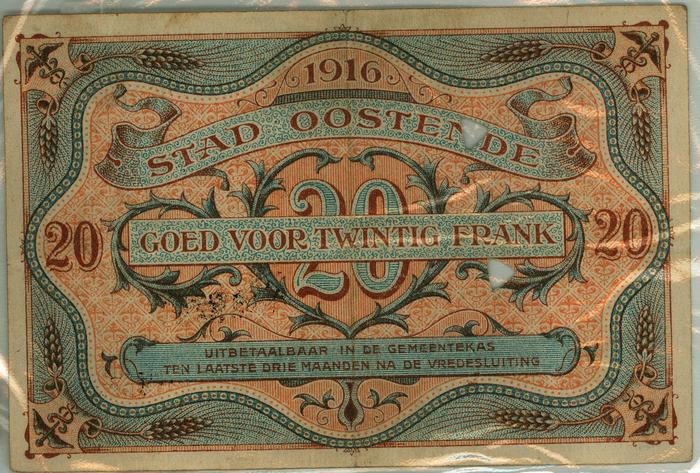 1916
STAD OOSTENDE
20
20 GOED VOOR TWINTIG FRANK 20
UITBETAALBAAR IN DE GEMEENTEKAS
TEN LAATSTE DRIE MAANDEN NA DE VREDESLUITING